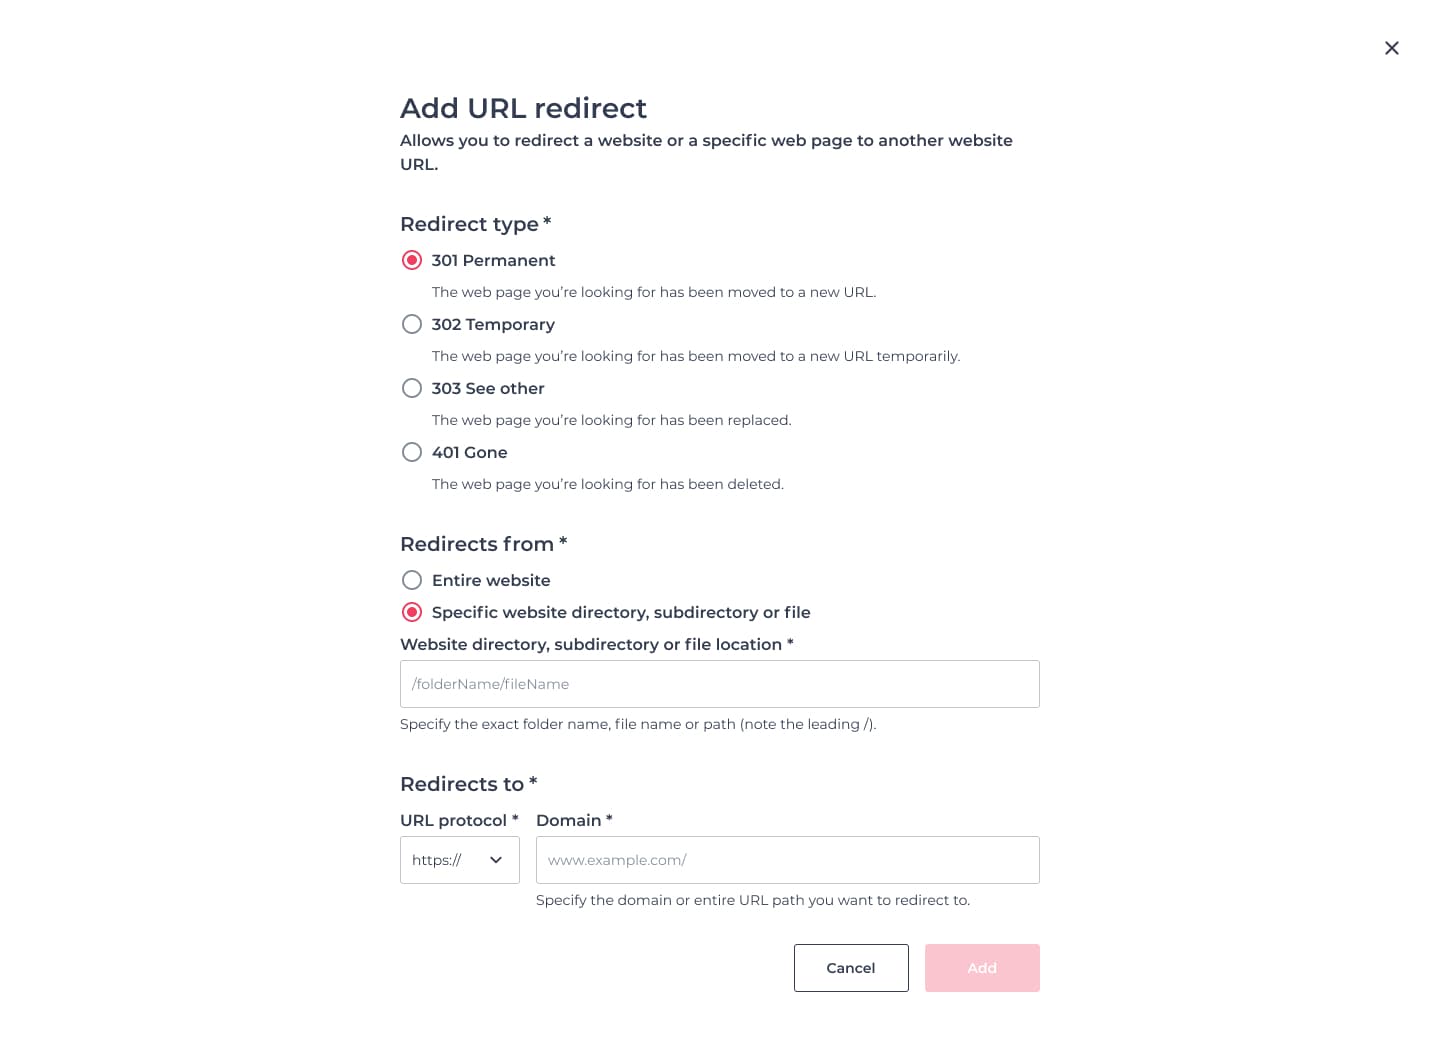 Add URL redirect
Allows you to redirect a website or a specific web page to another website
URL.
Redirect type *
301 Permanent
The web page you’re looking for has been moved to a new URL.
302 Temporary
The web page you’re looking for has been moved to a new URL temporarily.
303 See other
The web page you’re looking for has been replaced.
401 Gone
The web page you’re looking for has been deleted.
Redirects from *
Entire website
Specific website directory, subdirectory or file
Website directory, subdirectory or file location *
/folderName/fileName
Specify the exact folder name, file name or path (note the leading /).
Redirects to *
URL protocol * Domain *
https:// www.example.com/
Specify the domain or entire URL path you want to redirect to.
Cancel Add